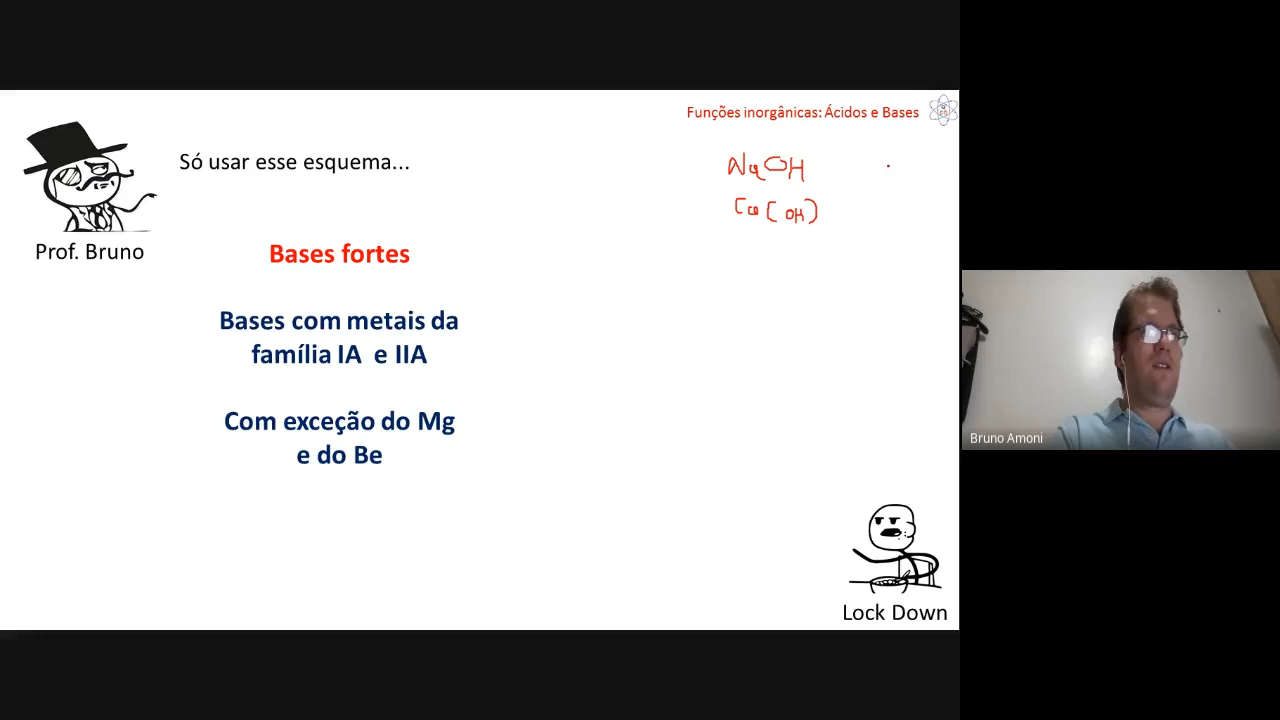 Funções inorgânicas: Ácidos e Bases
Só usar esse esquema...
NaOH
Ca(OH)
Prof. Bruno
Bases fortes
Bases com metais da
família IA e IIA
Com exceção do Mg
e do Be
Bruno Amoni
Lock Down